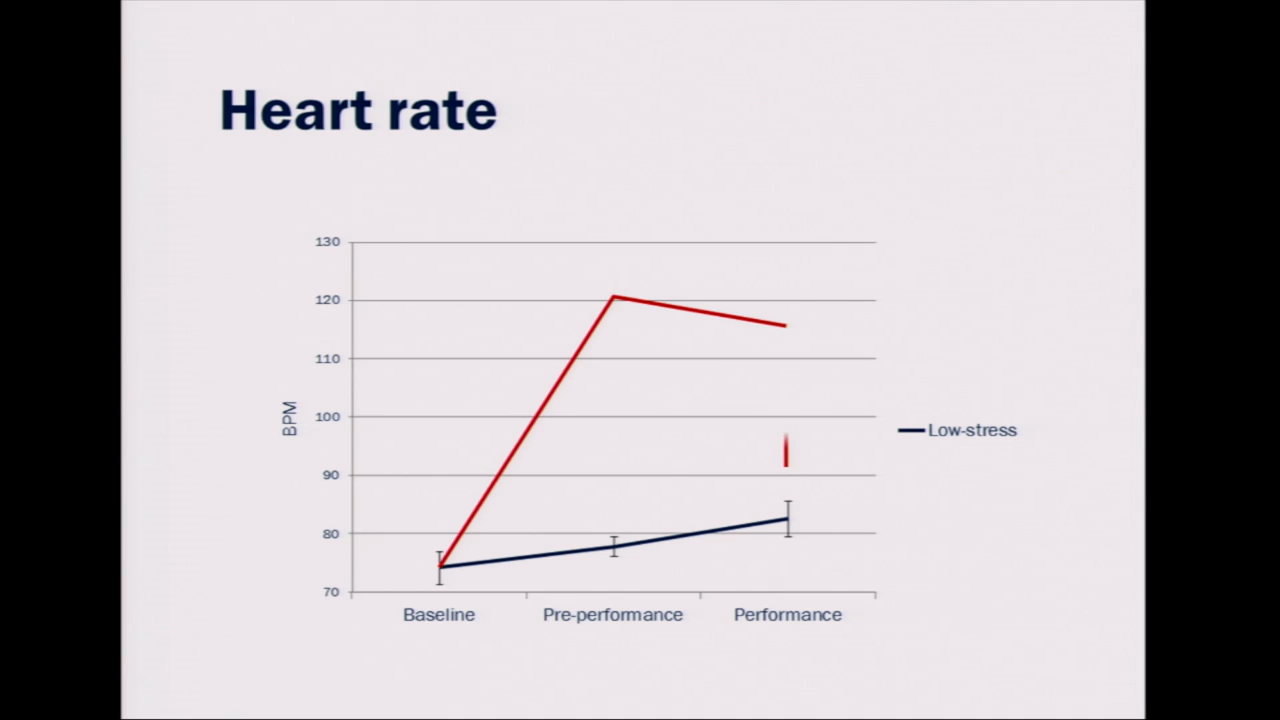 Heart rate
130
120
110
100
90
80
70
BPM
Low-stress
Baseline Pre-performance Performance